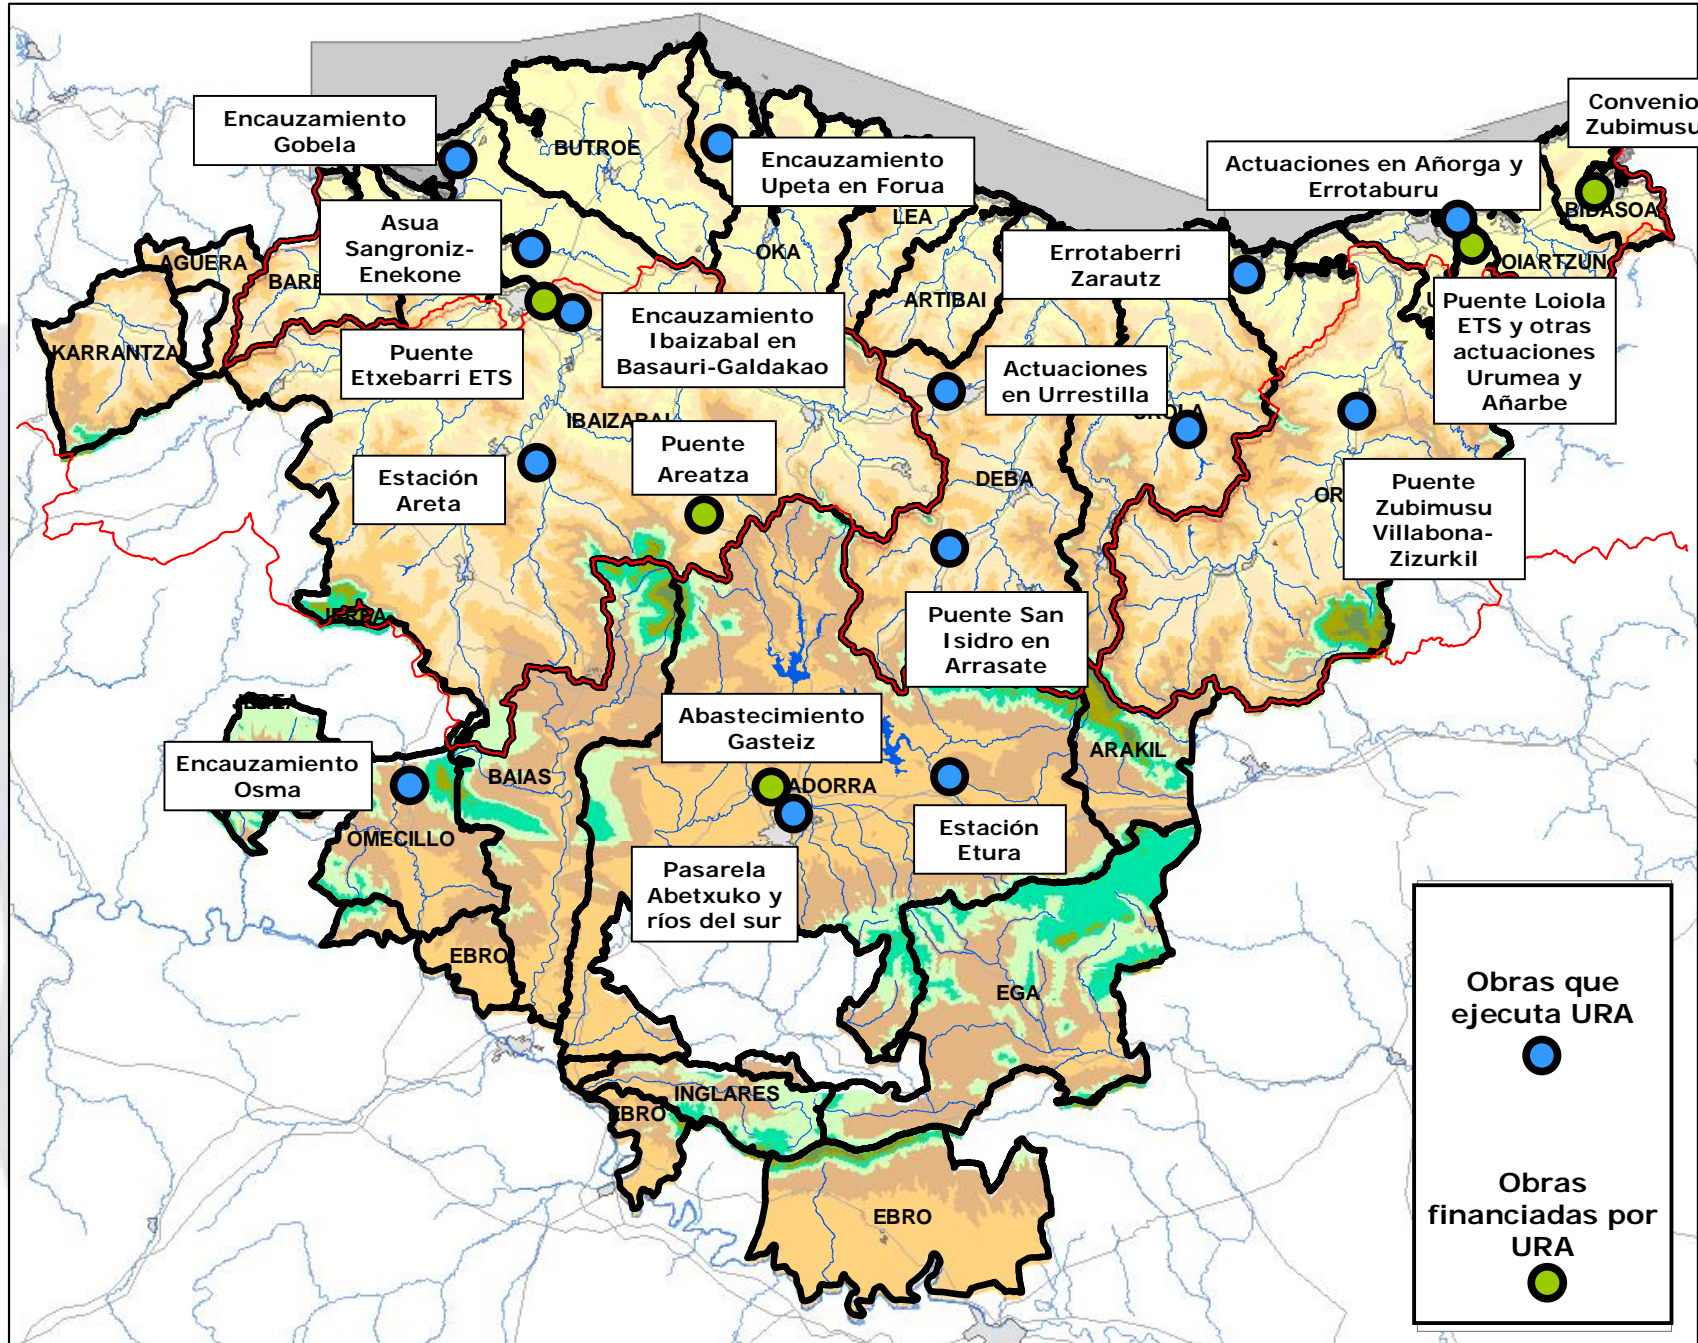 Convenio
Zubimusu
Encauzamiento
Gobela
BUTROE
Encauzamiento
Upeta en Forua
Actuaciones en Añorga y
Errotaburu
BIDASOA
LEA
Asua
Sangroniz-
Enekone
OKA
Errotaberri
Zarautz
OIARTZUN
AGUERA
BARB
ARTIBAI
Puente Loiola
ETS y otras
actuaciones
Urumea y
Añarbe
Encauzamiento
Ibaizabal en
Basauri-Galdakao
KARRANTZA
Puente
Etxebarri ETS
Actuaciones
en Urrestilla
UROLA
IBAIZABAL
Puente
Areatza
Estación
Areta
DEBA
OR
Puente
Zubimusu
Villabona-
Zizurkil
Puente San
Isidro en
Arrasate
JEREA
JEREA
Abastecimiento
Gasteiz
ARAKIL
Encauzamiento
Osma
BAIAS
ADORRA
OMECILLO
Estación
Etura
Pasarela
Abetxuko y
ríos del sur
EBRO
EGA
INGLARES
EBRO
EBRO
Obras que
ejecuta URA
Obras
financiadas por
URA